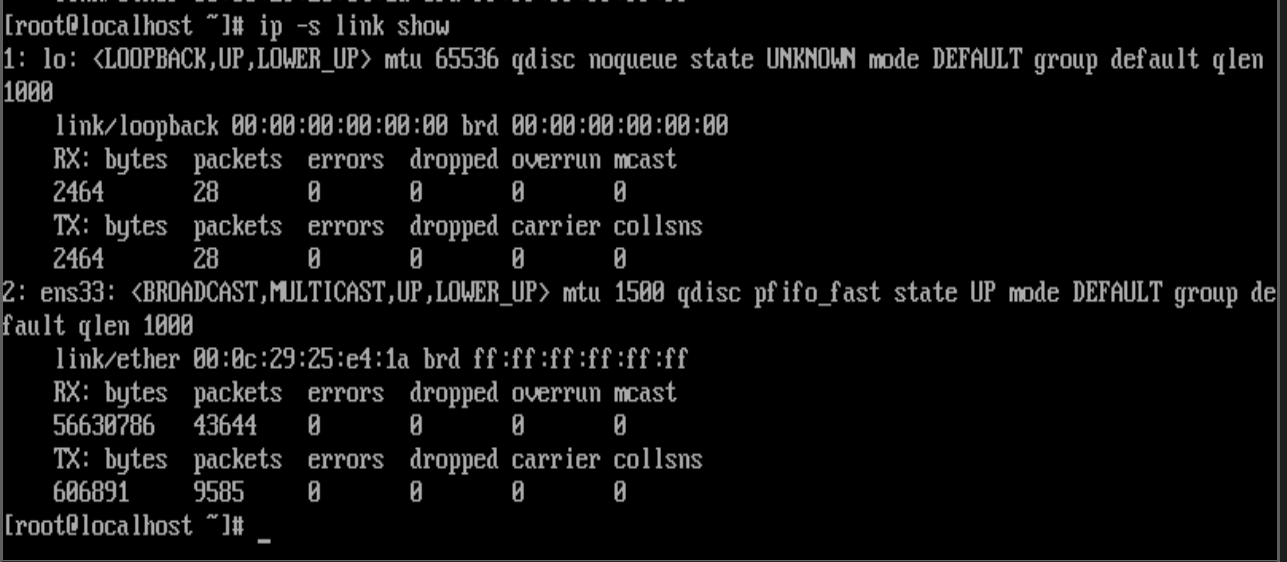 [root@localhost ~]# ip -s link show
1: lo: <LOOPBACK,UP,LOWER_UP> mtu 65536 qdisc noqueue state UNKNOWN mode DEFAULT group default qlen
1000
    link/loopback 00:00:00:00:00:00 brd 00:00:00:00:00:00
    RX: bytes  packets  errors  dropped overrun mcast
    2464       28       0       0       0       0
    TX: bytes  packets  errors  dropped carrier collsns
    2464       28       0       0       0       0
2: ens33: <BROADCAST,MULTICAST,UP,LOWER_UP> mtu 1500 qdisc pfifo_fast state UP mode DEFAULT group de
fault qlen 1000
    link/ether 00:0c:29:25:e4:1a brd ff:ff:ff:ff:ff:ff
    RX: bytes  packets  errors  dropped overrun mcast
    56630786   43644    0       0       0       0
    TX: bytes  packets  errors  dropped carrier collsns
    606891     9585     0       0       0       0
[root@localhost ~]# _